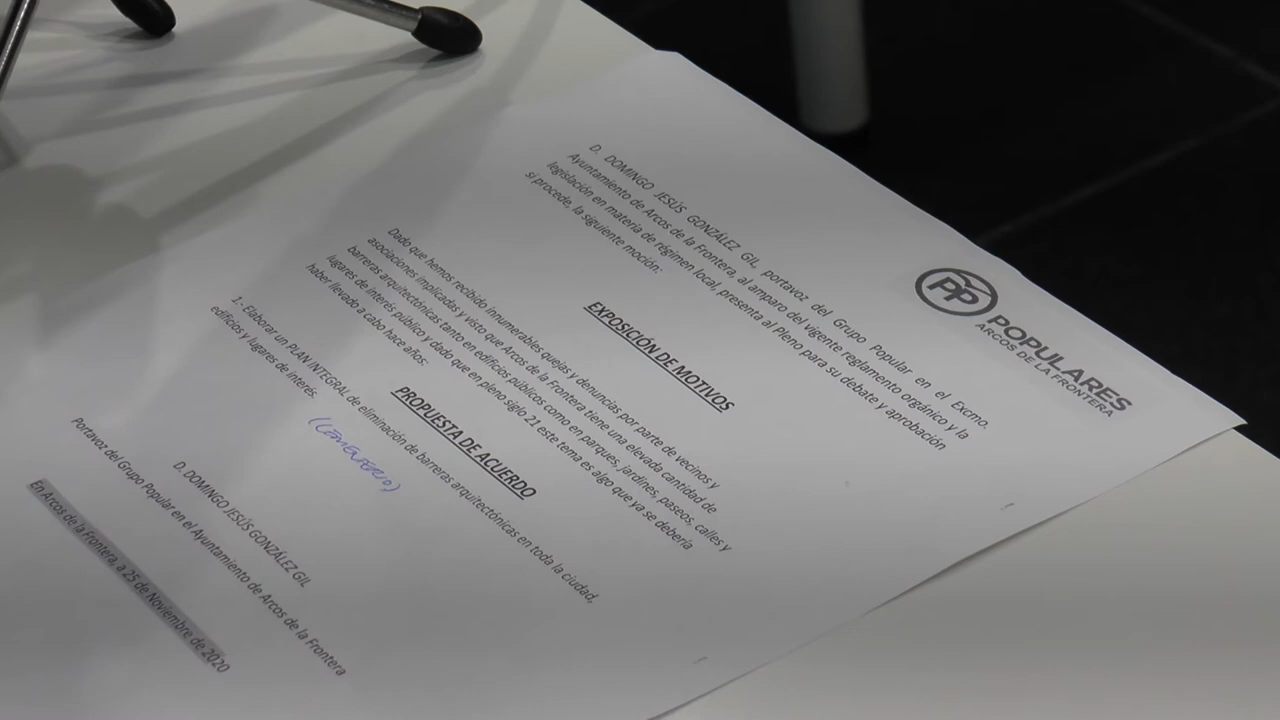 PP
POPULARES
ARCOS DE LA FRONTERA
D. DOMINGO JESÚS GONZÁLEZ GIL, portavoz del Grupo Popular en el Excmo.
Ayuntamiento de Arcos de la Frontera, al amparo del vigente reglamento orgánico y la
legislación en materia de régimen local, presenta al Pleno para su debate y aprobación
si procede, la siguiente moción:
EXPOSICIÓN DE MOTIVOS
Dado que hemos recibido innumerables quejas y denuncias por parte de vecinos y
asociaciones implicadas y visto que Arcos de la Frontera tiene una elevada cantidad de
barreras arquitectónicas tanto en edificios públicos como en parques, jardines, paseos, calles y
lugares de interés público y dado que en pleno siglo 21 este tema es algo que ya se debería
haber llevado a cabo hace años:
PROPUESTA DE ACUERDO
1.- Elaborar un PLAN INTEGRAL de eliminación de barreras arquitectónicas en toda la ciudad,
edificios y lugares de interés.
(CEMENTERIO)
D. DOMINGO JESÚS GONZÁLEZ GIL
Portavoz del Grupo Popular en el Ayuntamiento de Arcos de la Frontera
En Arcos de la Frontera, a 25 de Noviembre de 2020